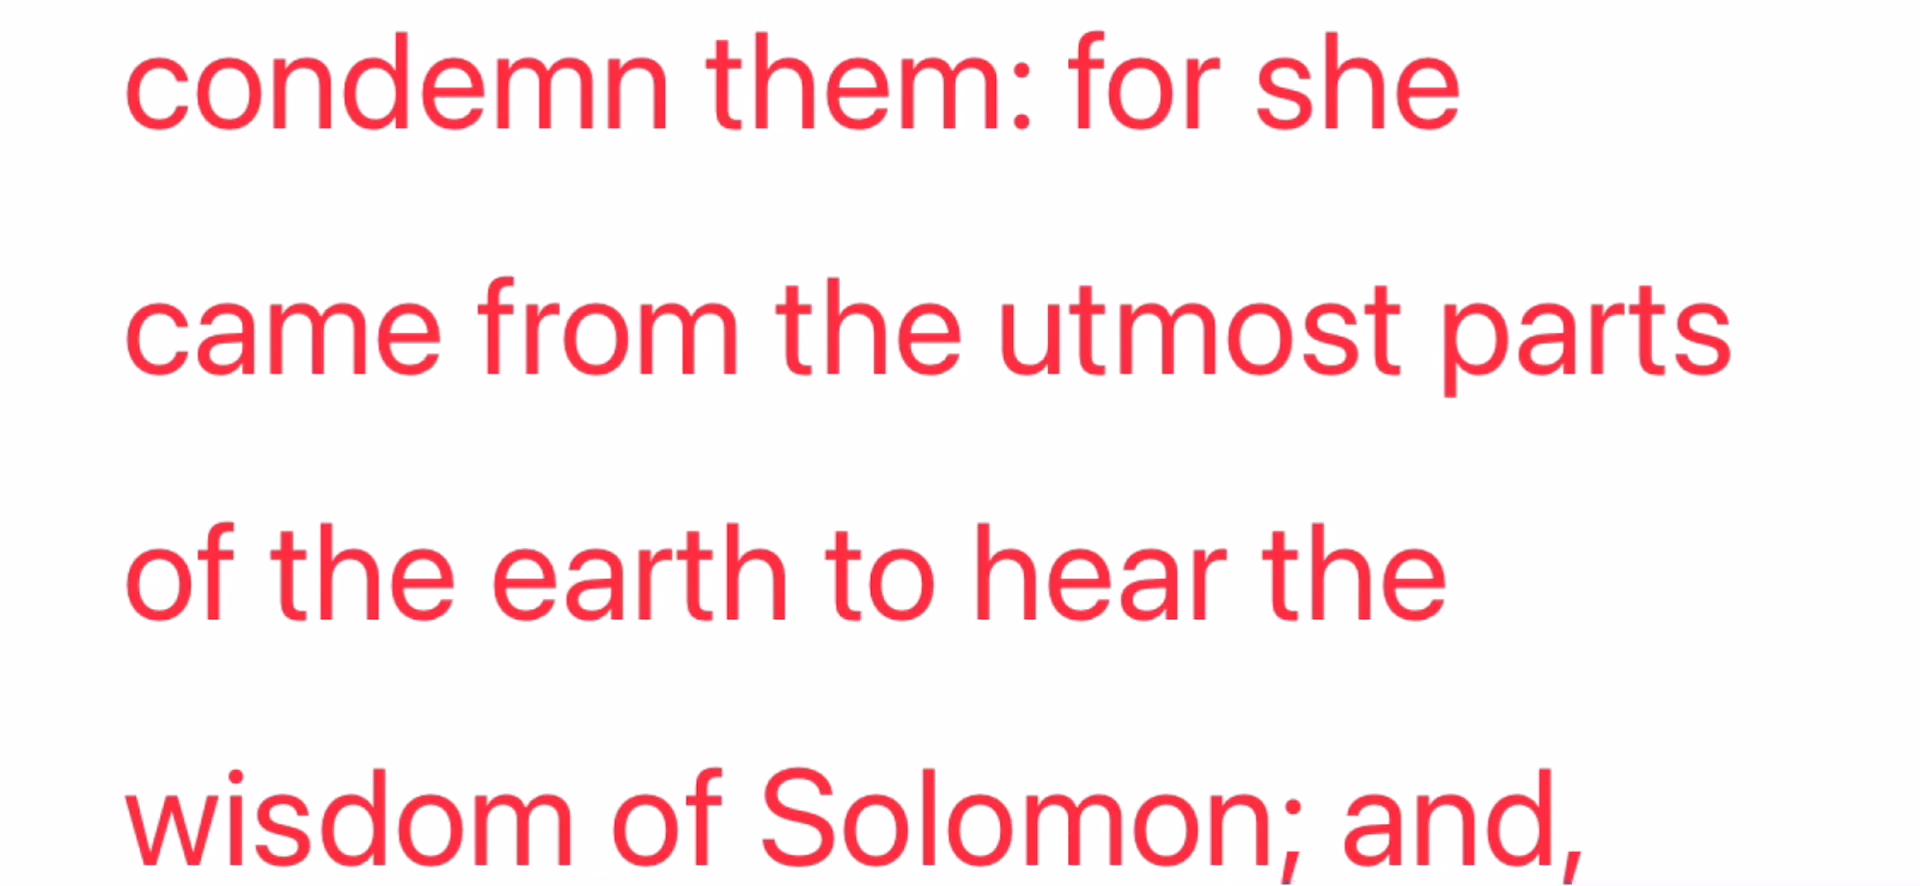 condemn them: for she
came from the utmost parts
of the earth to hear the
wisdom of Solomon; and,